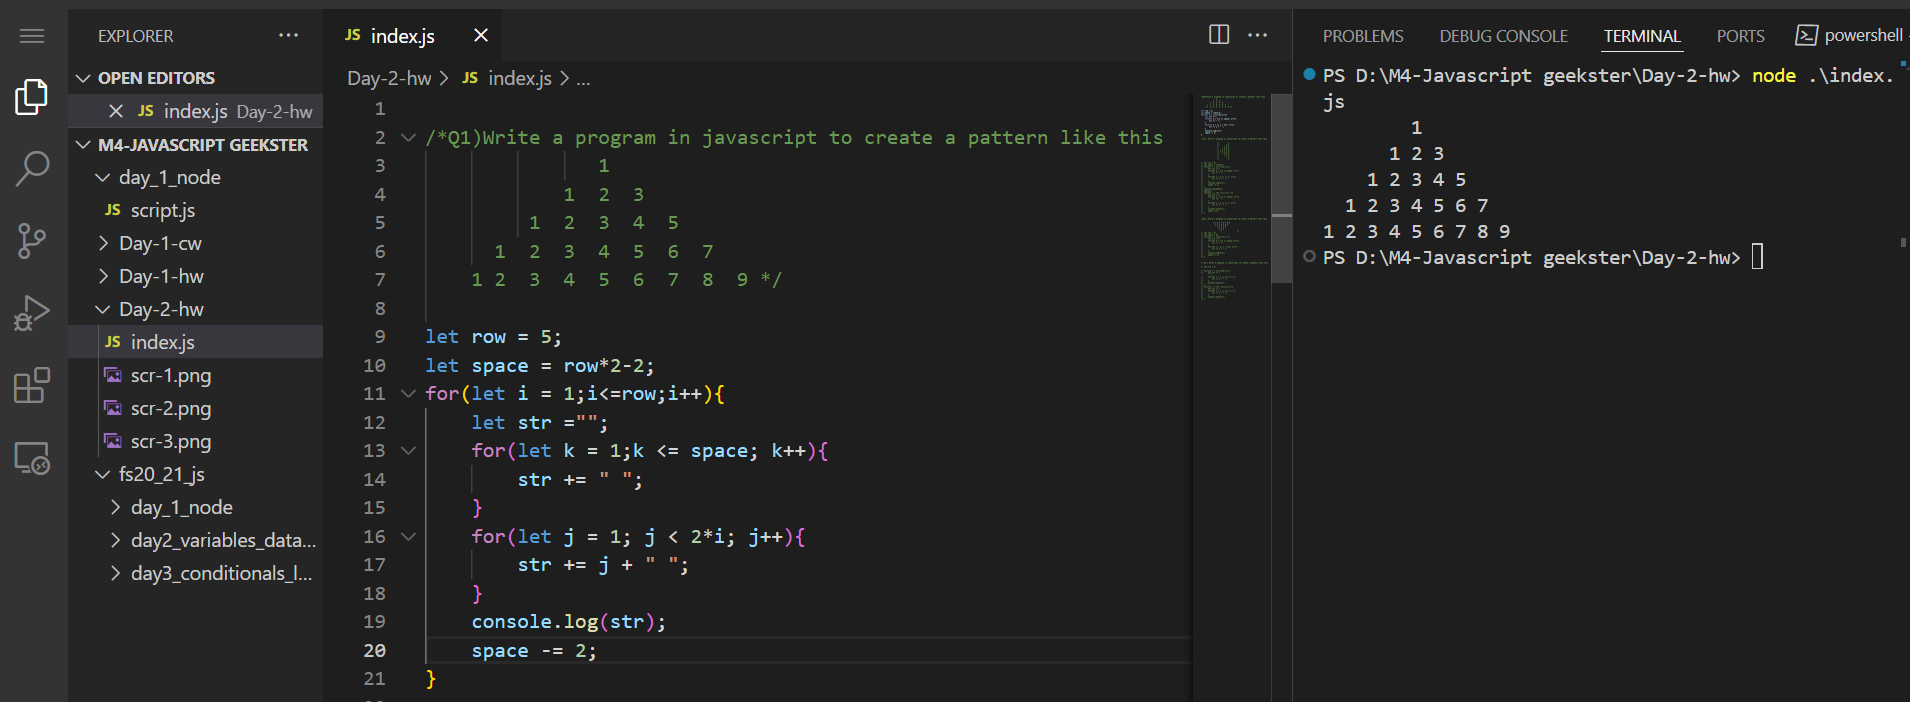 EXPLORER ...
OPEN EDITORS
JS index.js Day-2-hw
M4-JAVASCRIPT GEEKSTER
day_1_node
JS script.js
Day-1-cw
Day-1-hw
Day-2-hw
JS index.js
scr-1.png
scr-2.png
scr-3.png
fs20_21_js
day_1_node
day2_variables_data...
day3_conditionals_l...
JS index.js
Day-2-hw > JS index.js > ...
1
2 /*Q1)Write a program in javascript to create a pattern like this
3 1
4 1 2 3
5 1 2 3 4 5
6 1 2 3 4 5 6 7
7 1 2 3 4 5 6 7 8 9 */
8
9 let row = 5;
10 let space = row*2-2;
11 for(let i = 1;i<=row;i++){
12 let str ="";
13 for(let k = 1;k <= space; k++){
14 str += " ";
15 }
16 for(let j = 1; j < 2*i; j++){
17 str += j + " ";
18 }
19 console.log(str);
20 space -= 2;
21 }
PROBLEMS DEBUG CONSOLE TERMINAL PORTS powershell
PS D:\M4-Javascript geekster\Day-2-hw> node .\index.
js
1
1 2 3
1 2 3 4 5
1 2 3 4 5 6 7
1 2 3 4 5 6 7 8 9
PS D:\M4-Javascript geekster\Day-2-hw>